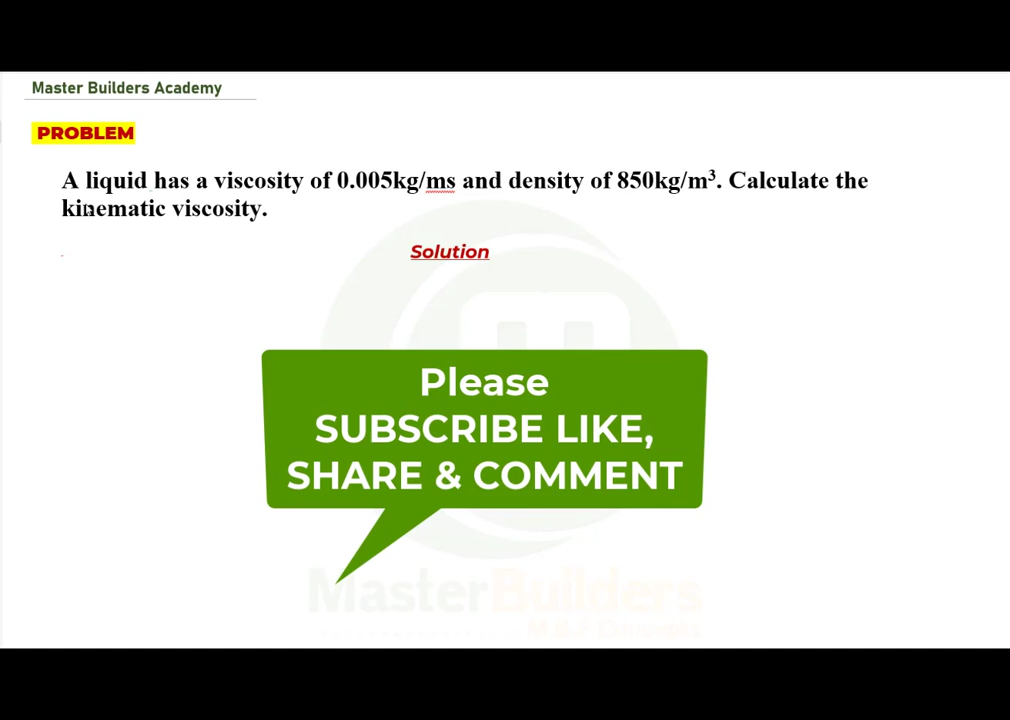 Master Builders Academy
PROBLEM
A liquid has a viscosity of 0.005kg/ms and density of 850kg/m³. Calculate the
kinematic viscosity.
Solution
Please
SUBSCRIBE LIKE,
SHARE & COMMENT
MasterBuilders